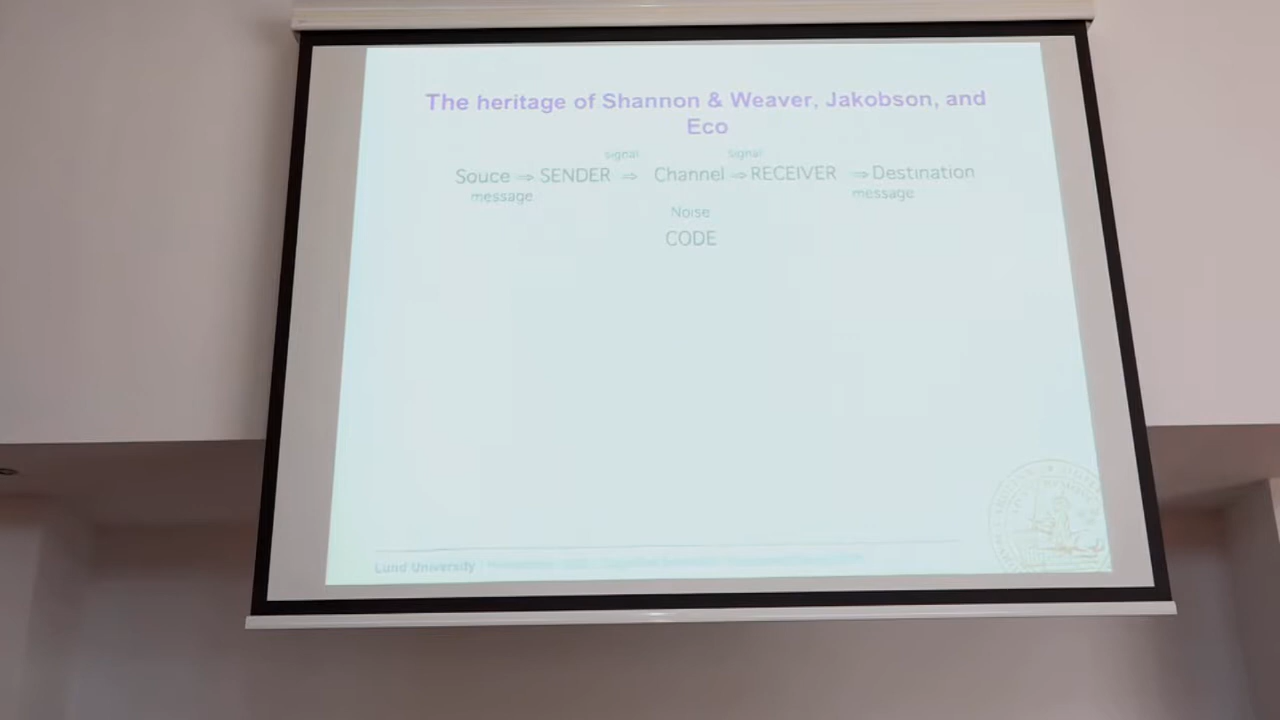 The heritage of Shannon & Weaver, Jakobson, and
Eco
signal signal
Souce ⇒ SENDER ⇒ Channel ⇒ RECEIVER ⇒ Destination
message message
Noise
CODE
Lund University